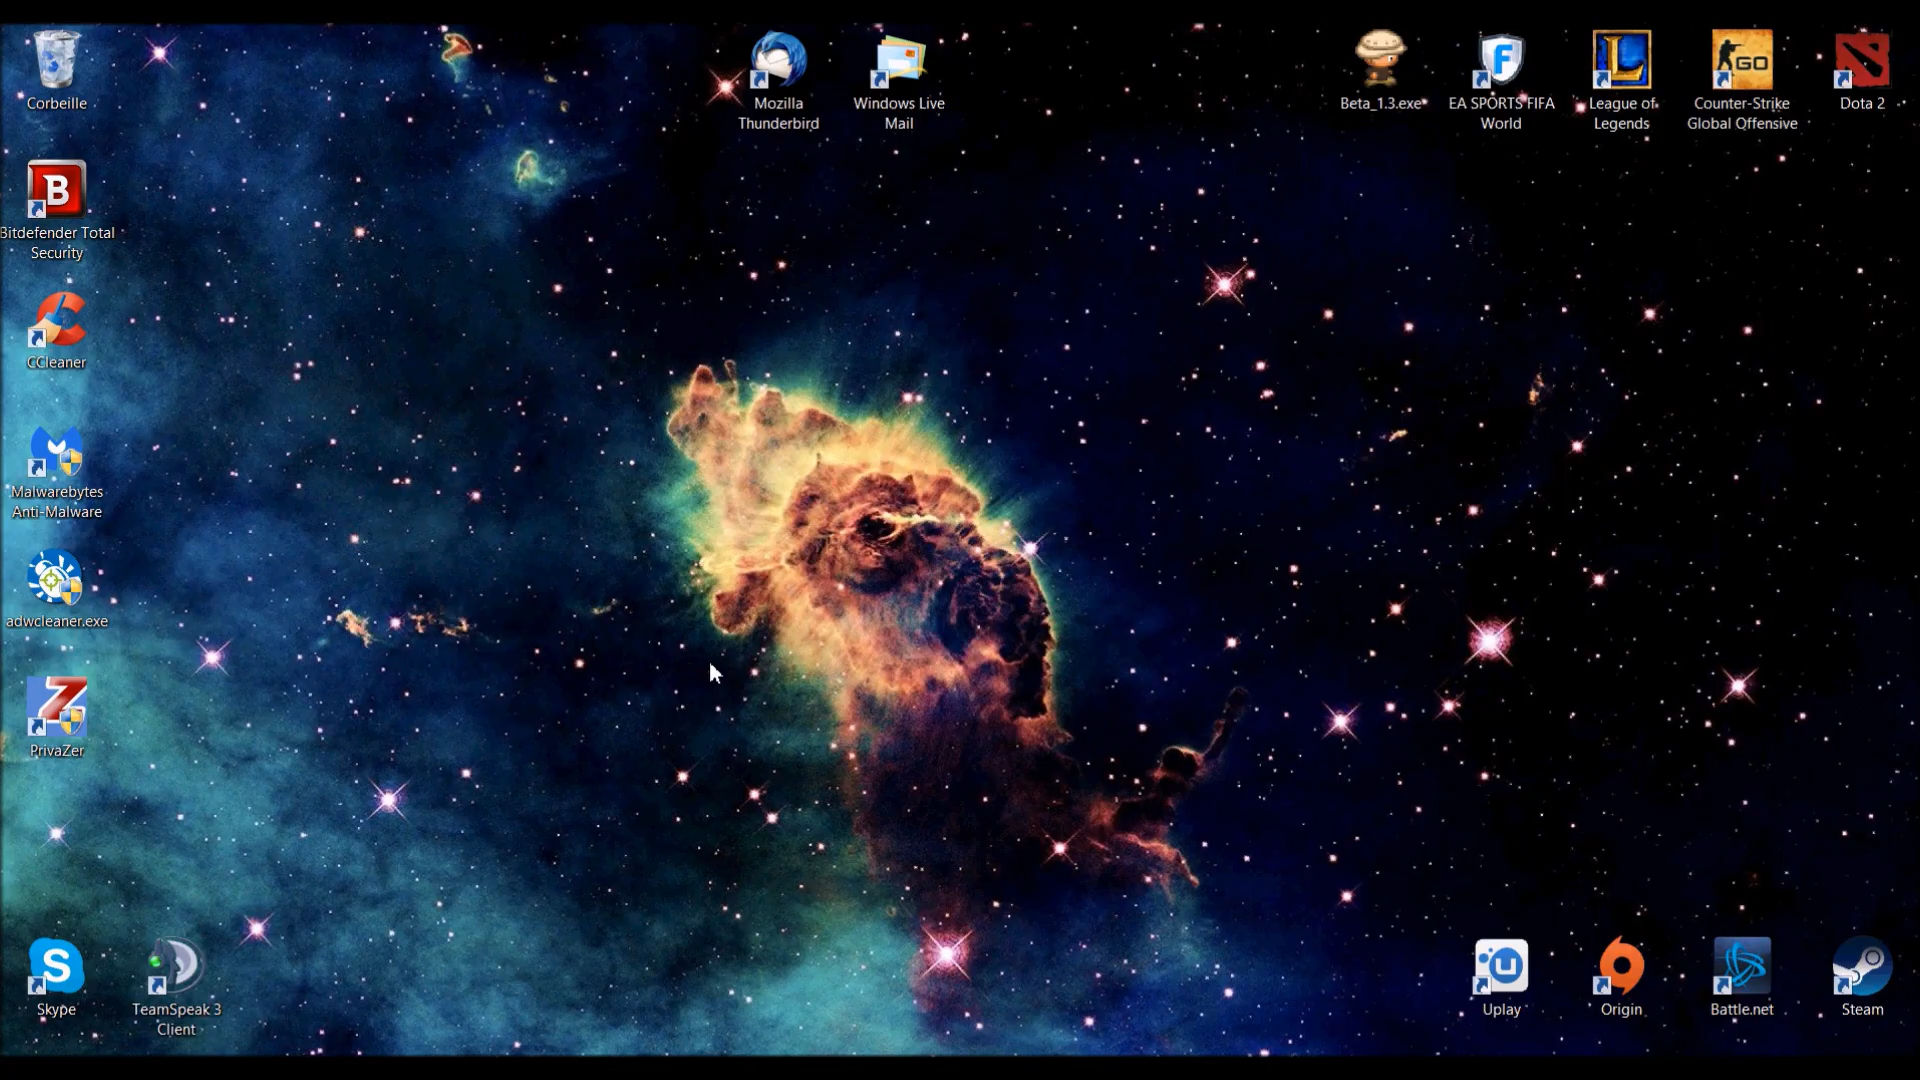 Corbeille
Mozilla
Thunderbird
Windows Live
Mail
Beta_1.3.exe
EA SPORTS FIFA
World
League of
Legends
GO
Counter-Strike
Global Offensive
Dota 2
B
Bitdefender Total
Security
CCleaner
Malwarebytes
Anti-Malware
adwcleaner.exe
PrivaZer
Skype
TeamSpeak 3
Client
Uplay
Origin
Battle.net
Steam